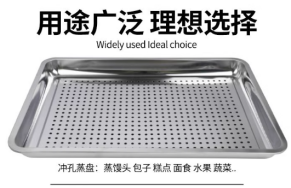 用途广泛 理想选择
Widely used Ideal choice
冲孔蒸盘：蒸馒头 包子 糕点 面食 水果 蔬菜..